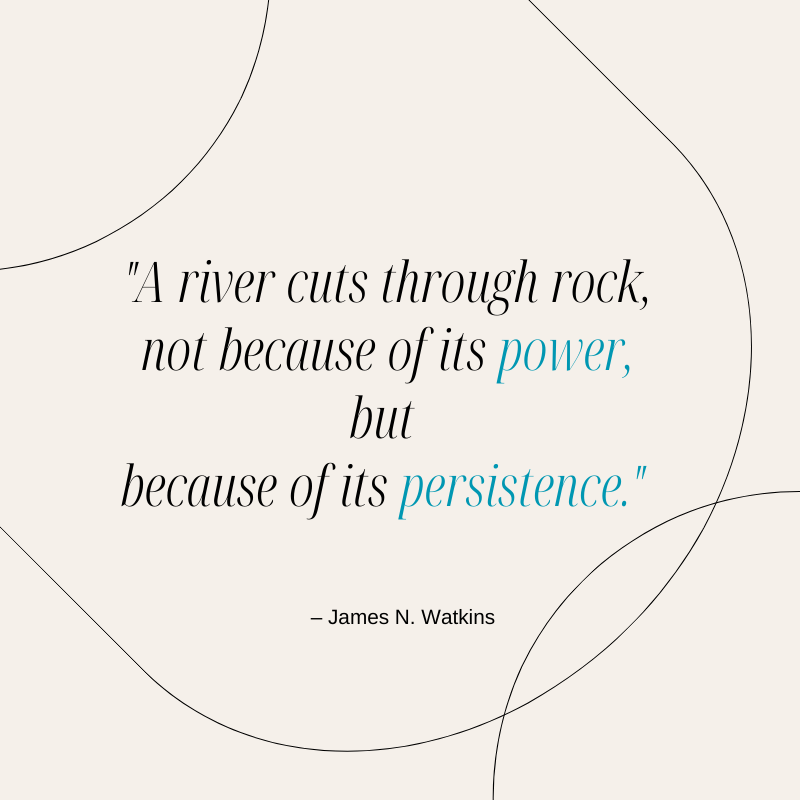 "A river cuts through rock,
not because of its power,
but
because of its persistence."
– James N. Watkins